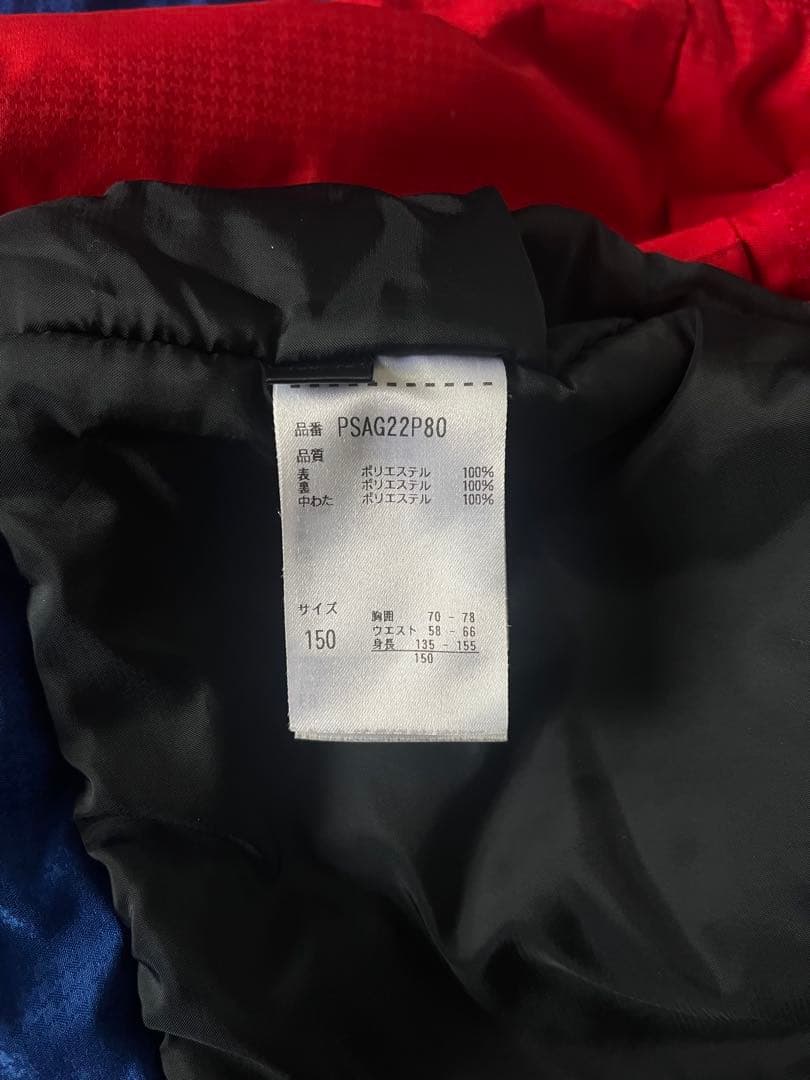 品番 PSAG22P80
品質
表 ポリエステル 100%
裏 ポリエステル 100%
中わた ポリエステル 100%
サイズ
150
胸囲 70 - 78
ウエスト 58 - 66
身長 135 - 155
150